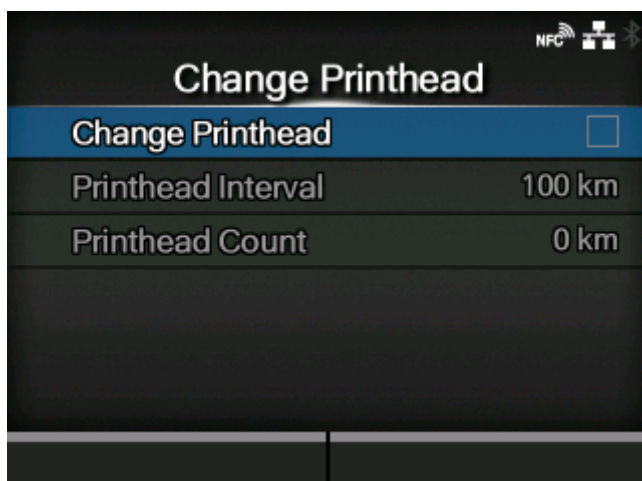 NFC
Change Printhead
Change Printhead
Printhead Interval 100 km
Printhead Count 0 km